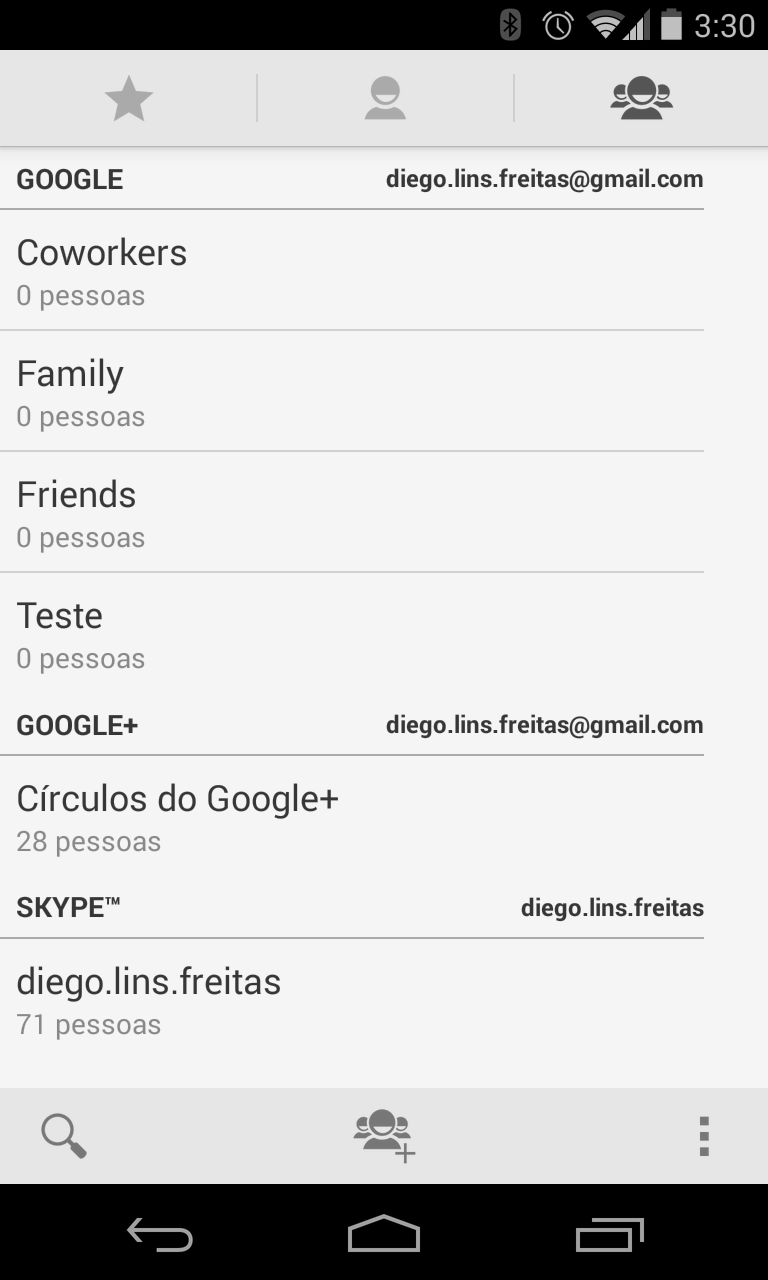 3:30
GOOGLE diego.lins.freitas@gmail.com
Coworkers
0 pessoas
Family
0 pessoas
Friends
0 pessoas
Teste
0 pessoas
GOOGLE+ diego.lins.freitas@gmail.com
Círculos do Google+
28 pessoas
SKYPE™ diego.lins.freitas
diego.lins.freitas
71 pessoas